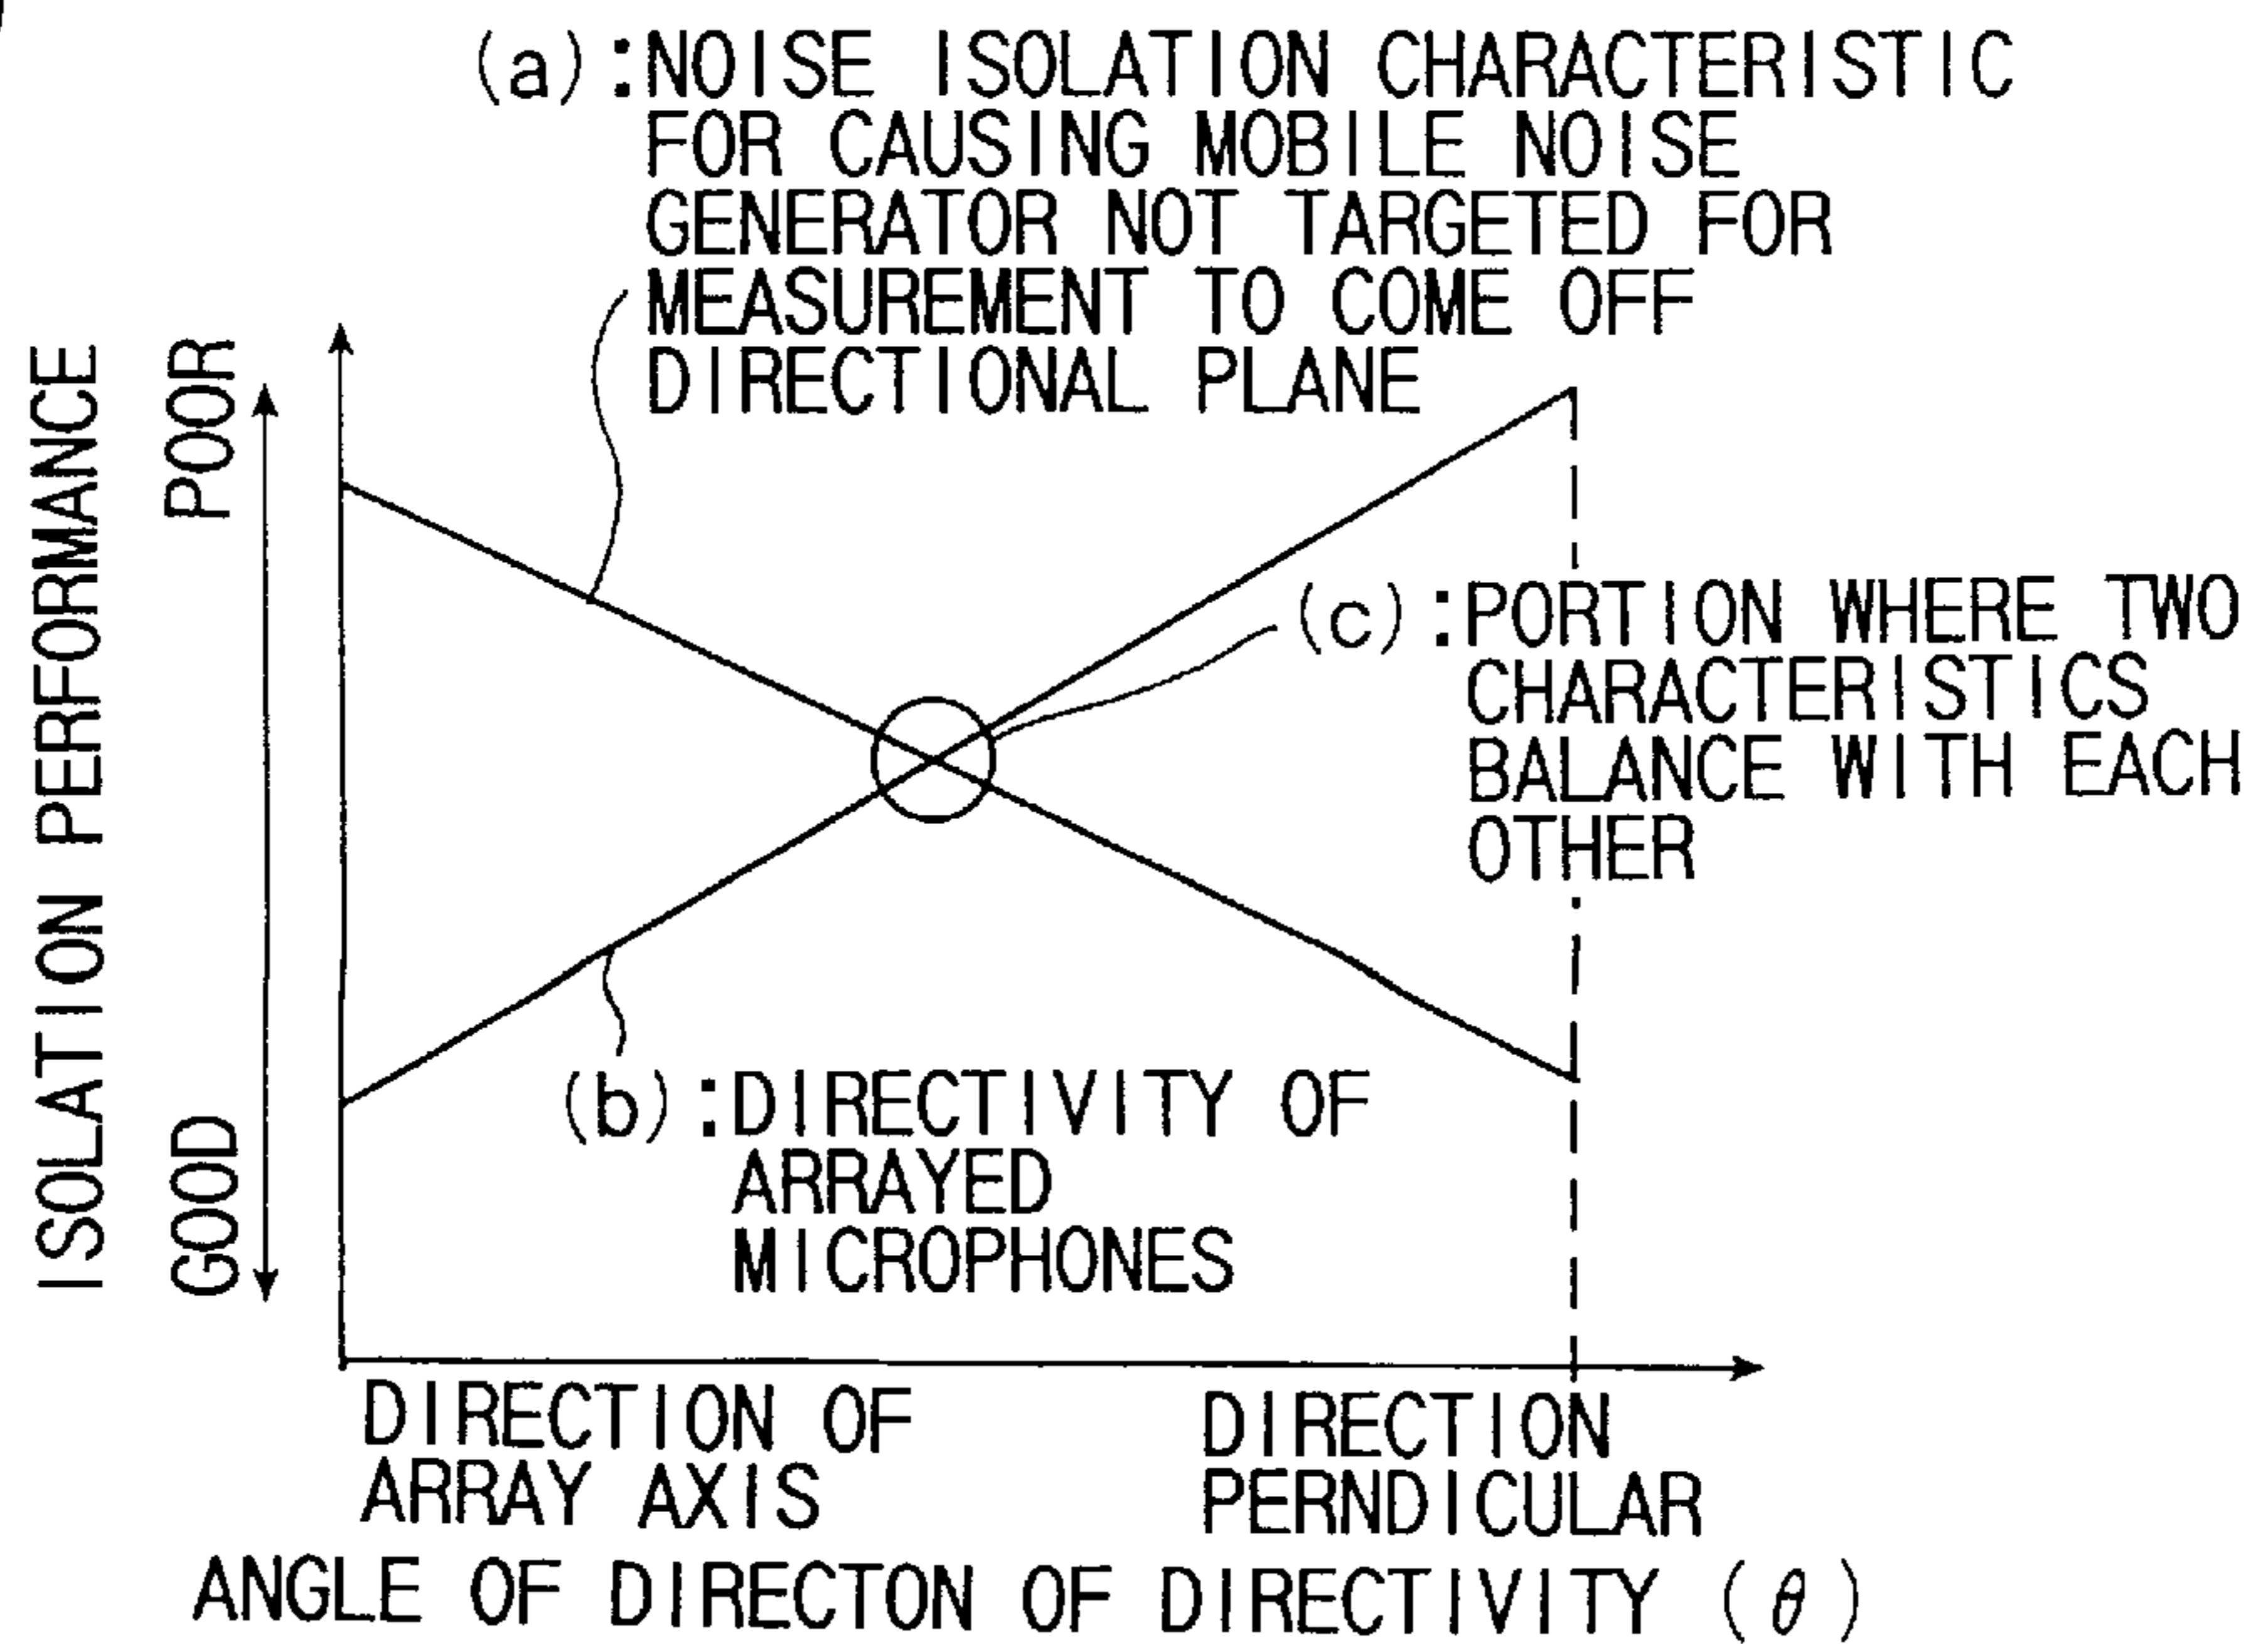 (a):NOISE ISOLATION CHARACTERISTIC
FOR CAUSING MOBILE NOISE
GENERATOR NOT TARGETED FOR
MEASUREMENT TO COME OFF
DIRECTIONAL PLANE
ISOLATION PERFORMANCE
POOR
GOOD
(c):PORTION WHERE TWO
CHARACTERISTICS
BALANCE WITH EACH
OTHER
(b):DIRECTIVITY OF
ARRAYED
MICROPHONES
DIRECTION OF
ARRAY AXIS
DIRECTION
PERNDICULAR
ANGLE OF DIRECTON OF DIRECTIVITY (θ)